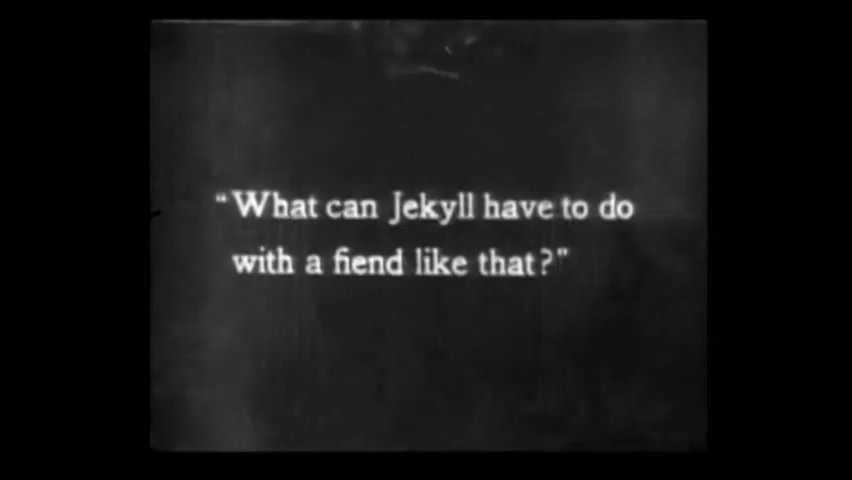 “What can Jekyll have to do
with a fiend like that?”